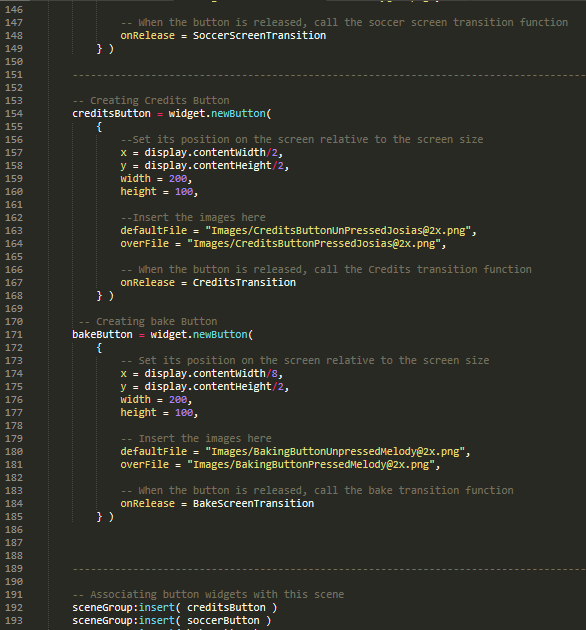 146
147 -- When the button is released, call the soccer screen transition function
148 onRelease = SoccerScreenTransition
149 } )
150
151 --------------------------------------------------------------------------------------
152
153 -- Creating Credits Button
154 creditsButton = widget.newButton(
155 {
156 --Set its position on the screen relative to the screen size
157 x = display.contentWidth/2,
158 y = display.contentHeight/2,
159 width = 200,
160 height = 100,
161
162 --Insert the images here
163 defaultFile = "Images/CreditsButtonUnPressedJosias@2x.png",
164 overFile = "Images/CreditsButtonPressedJosias@2x.png",
165
166 -- When the button is released, call the Credits transition function
167 onRelease = CreditsTransition
168 } )
169
170 -- Creating bake Button
171 bakeButton = widget.newButton(
172 {
173 -- Set its position on the screen relative to the screen size
174 x = display.contentWidth/8,
175 y = display.contentHeight/2,
176 width = 200,
177 height = 100,
178
179 -- Insert the images here
180 defaultFile = "Images/BakingButtonUnpressedMelody@2x.png",
181 overFile = "Images/BakingButtonPressedMelody@2x.png",
182
183 -- When the button is released, call the bake transition function
184 onRelease = BakeScreenTransition
185 } )
186
187
188
189 --------------------------------------------------------------------------------------
190
191 -- Associating button widgets with this scene
192 sceneGroup:insert( creditsButton )
193 sceneGroup:insert( soccerButton )